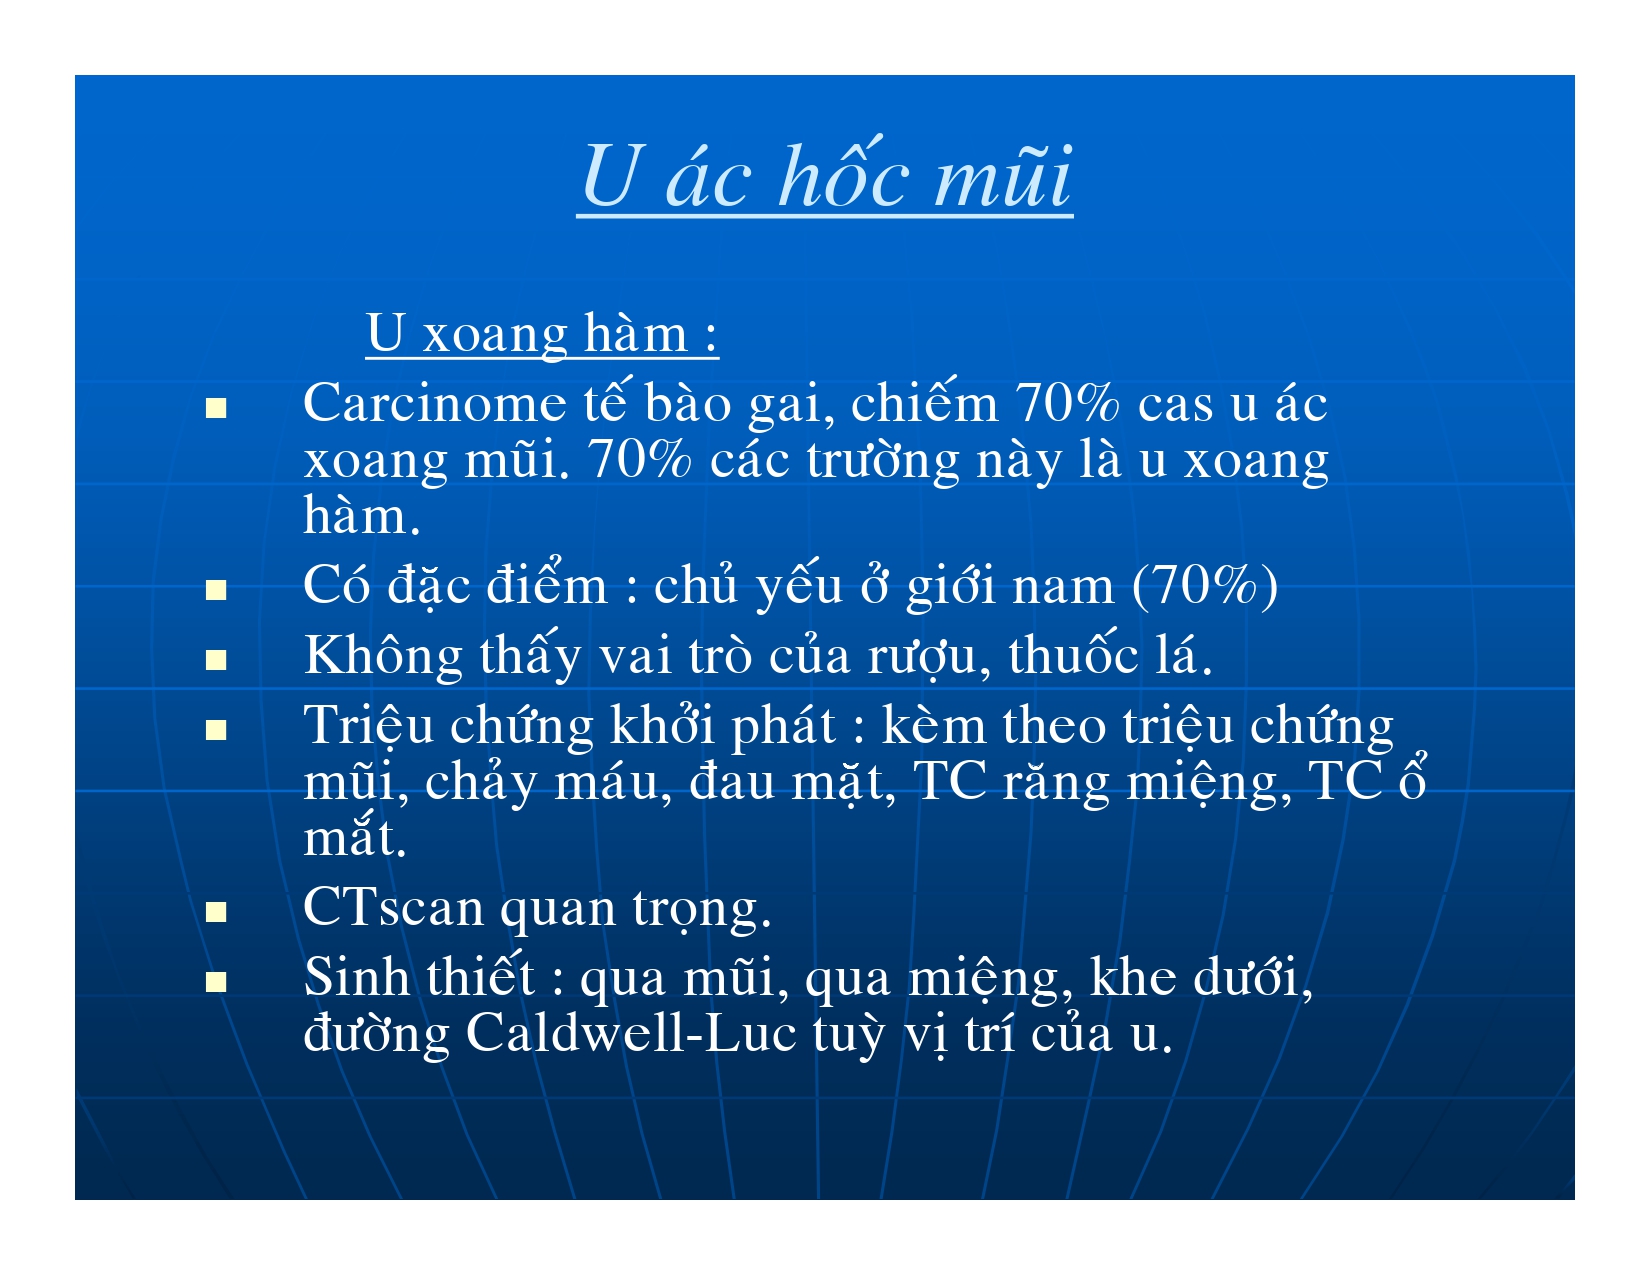 U ác hốc mũi
U xoang hàm :
Carcinome tế bào gai, chiếm 70% cas u ác
xoang mũi. 70% các trường này là u xoang
hàm.
Có đặc điểm : chủ yếu ở giới nam (70%)
Không thấy vai trò của rượu, thuốc lá.
Triệu chứng khởi phát : kèm theo triệu chứng
mũi, chảy máu, đau mặt, TC răng miệng, TC ổ
mắt.
CTscan quan trọng.
Sinh thiết : qua mũi, qua miệng, khe dưới,
đường Caldwell-Luc tuỳ vị trí của u.